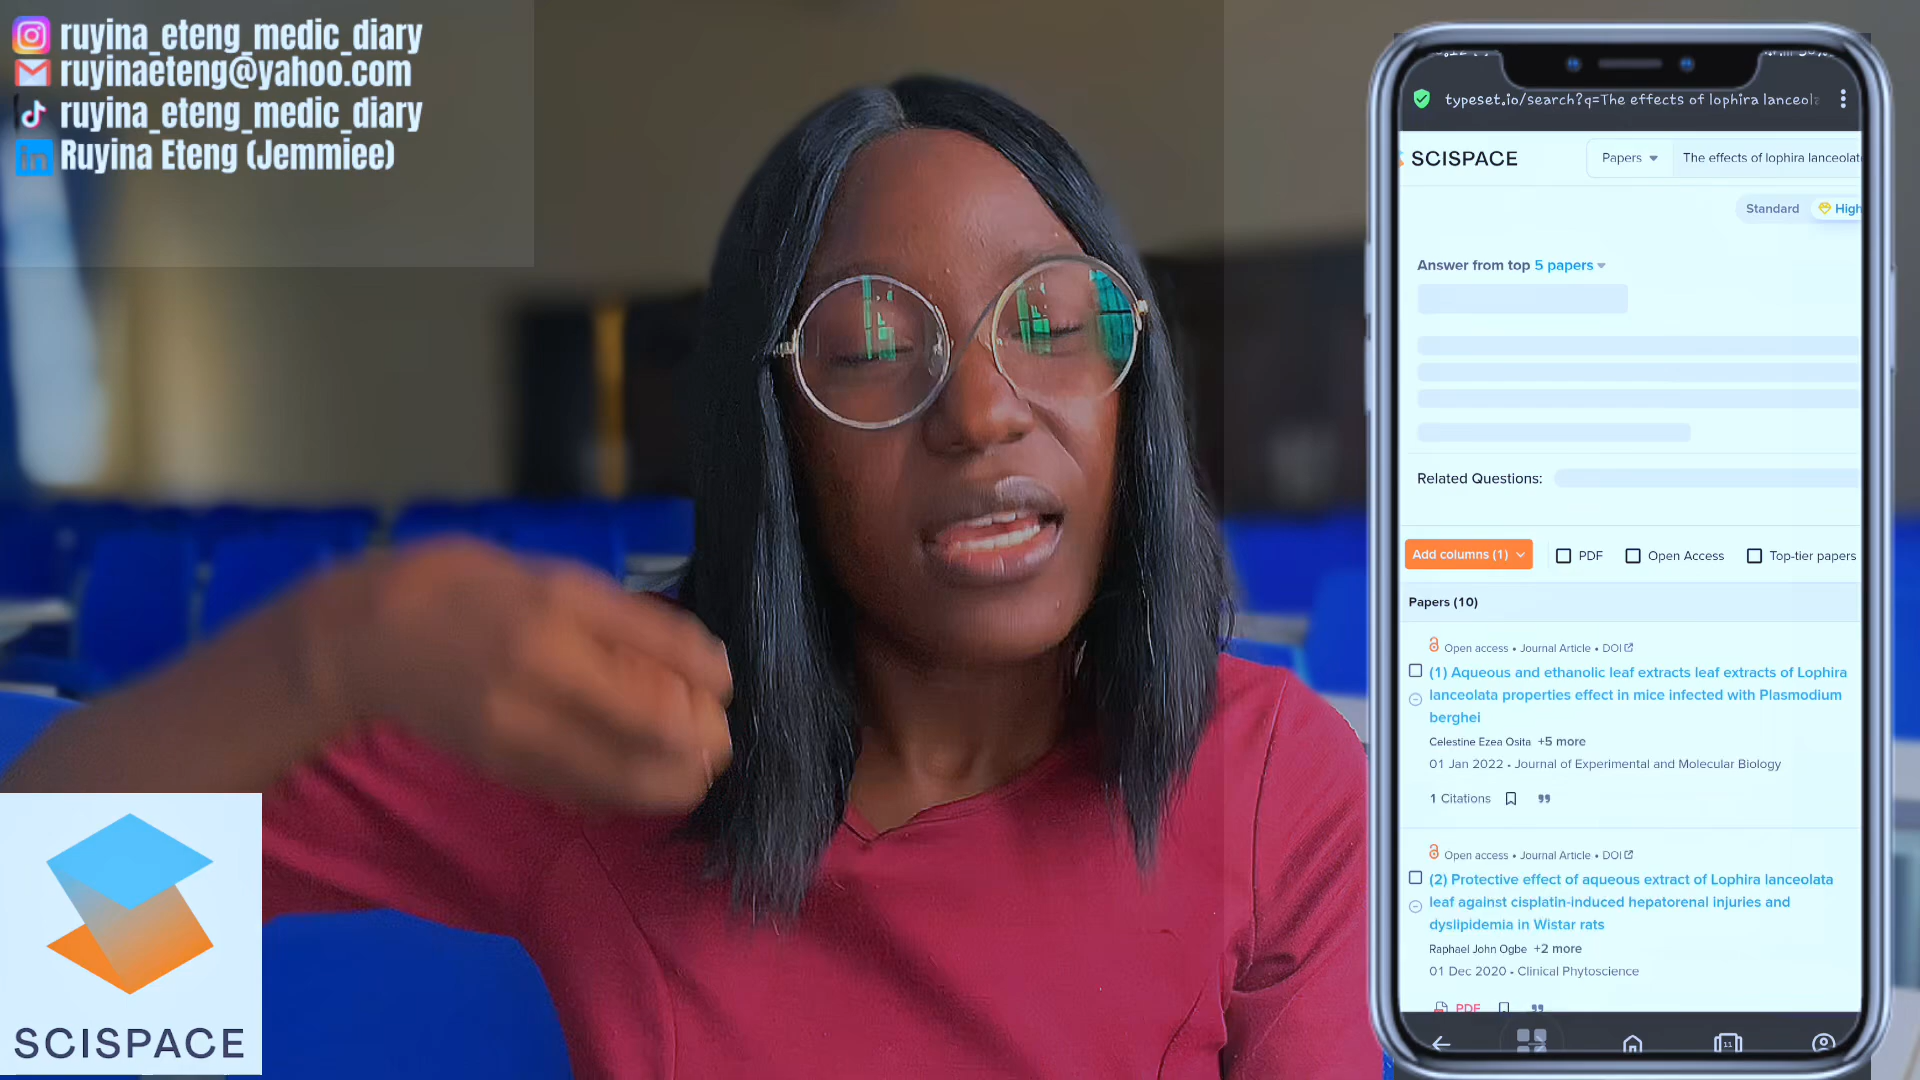 ruyina_eteng_medic_diary
ruyinaeteng@yahoo.com
ruyina_eteng_medic_diary
in Ruyina Eteng (Jemmiee)
SCISPACE
typeset.io/search?q=The effects of lophira lanceol
SCISPACE
Papers
The effects of lophira lanceolat
Standard
High
Answer from top 5 papers
Related Questions:
Add columns (1)
PDF
Open Access
Top-tier papers
Papers (10)
Open access • Journal Article • DOI
(1) Aqueous and ethanolic leaf extracts leaf extracts of Lophira
lanceolata properties effect in mice infected with Plasmodium
berghei
Celestine Ezea Osita +5 more
01 Jan 2022 • Journal of Experimental and Molecular Biology
1 Citations
Open access • Journal Article • DOI
(2) Protective effect of aqueous extract of Lophira lanceolata
leaf against cisplatin-induced hepatorenal injuries and
dyslipidemia in Wistar rats
Raphael John Ogbe +2 more
01 Dec 2020 • Clinical Phytoscience
PDF
11